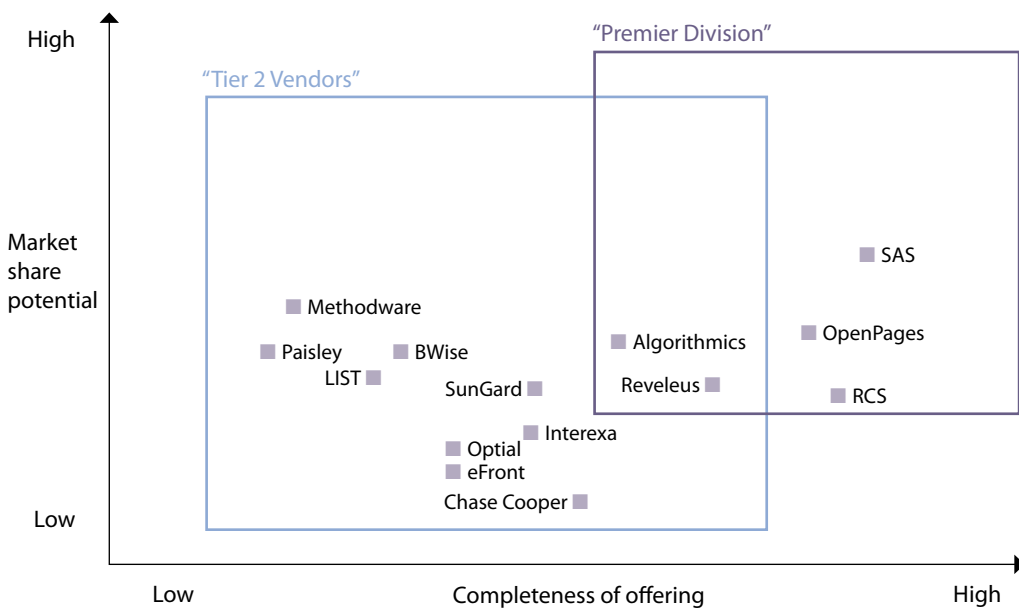 High
“Premier Division”
“Tier 2 Vendors”
Market
share
potential
SAS
Methodware
OpenPages
Algorithmics
Paisley
BWise
LIST
Reveleus
SunGard
RCS
Interexa
Optial
eFront
Chase Cooper
Low
Low
Completeness of offering
High